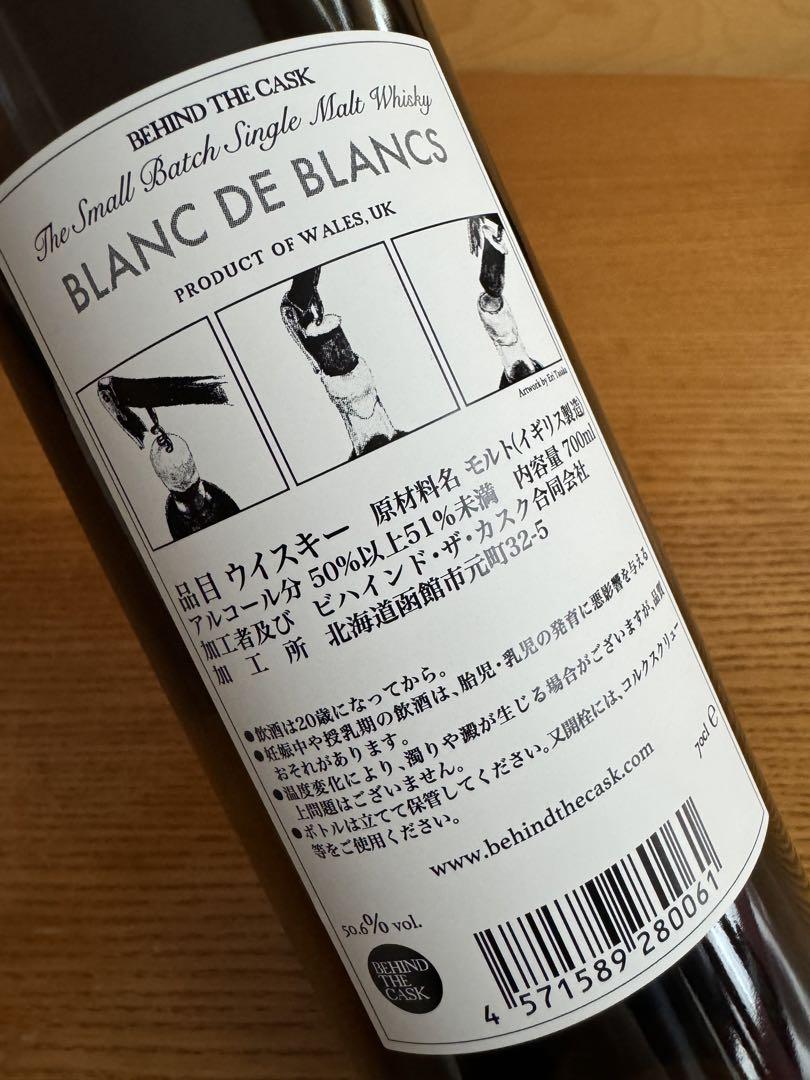 BEHIND THE CASK
The Small Batch Single Malt Whisky
BLANC DE BLANCS
PRODUCT OF WALES, UK
Artwork by Eri Tanaka
品目 ウイスキー 原材料名 モルト(イギリス製造)
アルコール分 50%以上51%未満 内容量 700ml
加工者及び ビハインド・ザ・カスク合同会社
加工所 北海道函館市元町32-5
●飲酒は20歳になってから。
●妊娠中や授乳期の飲酒は、胎児・乳児の発育に悪影響を与える
おそれがあります。
●温度変化により、濁りや澱が生じる場合がございますが、品質
上問題はございません。
●ボトルは立てて保管してください。又開栓には、コルクスクリュー
等をご使用ください。
www.behindthecask.com
70cl e
50.6% vol.
BEHIND
THE
CASK
4 571589 280061